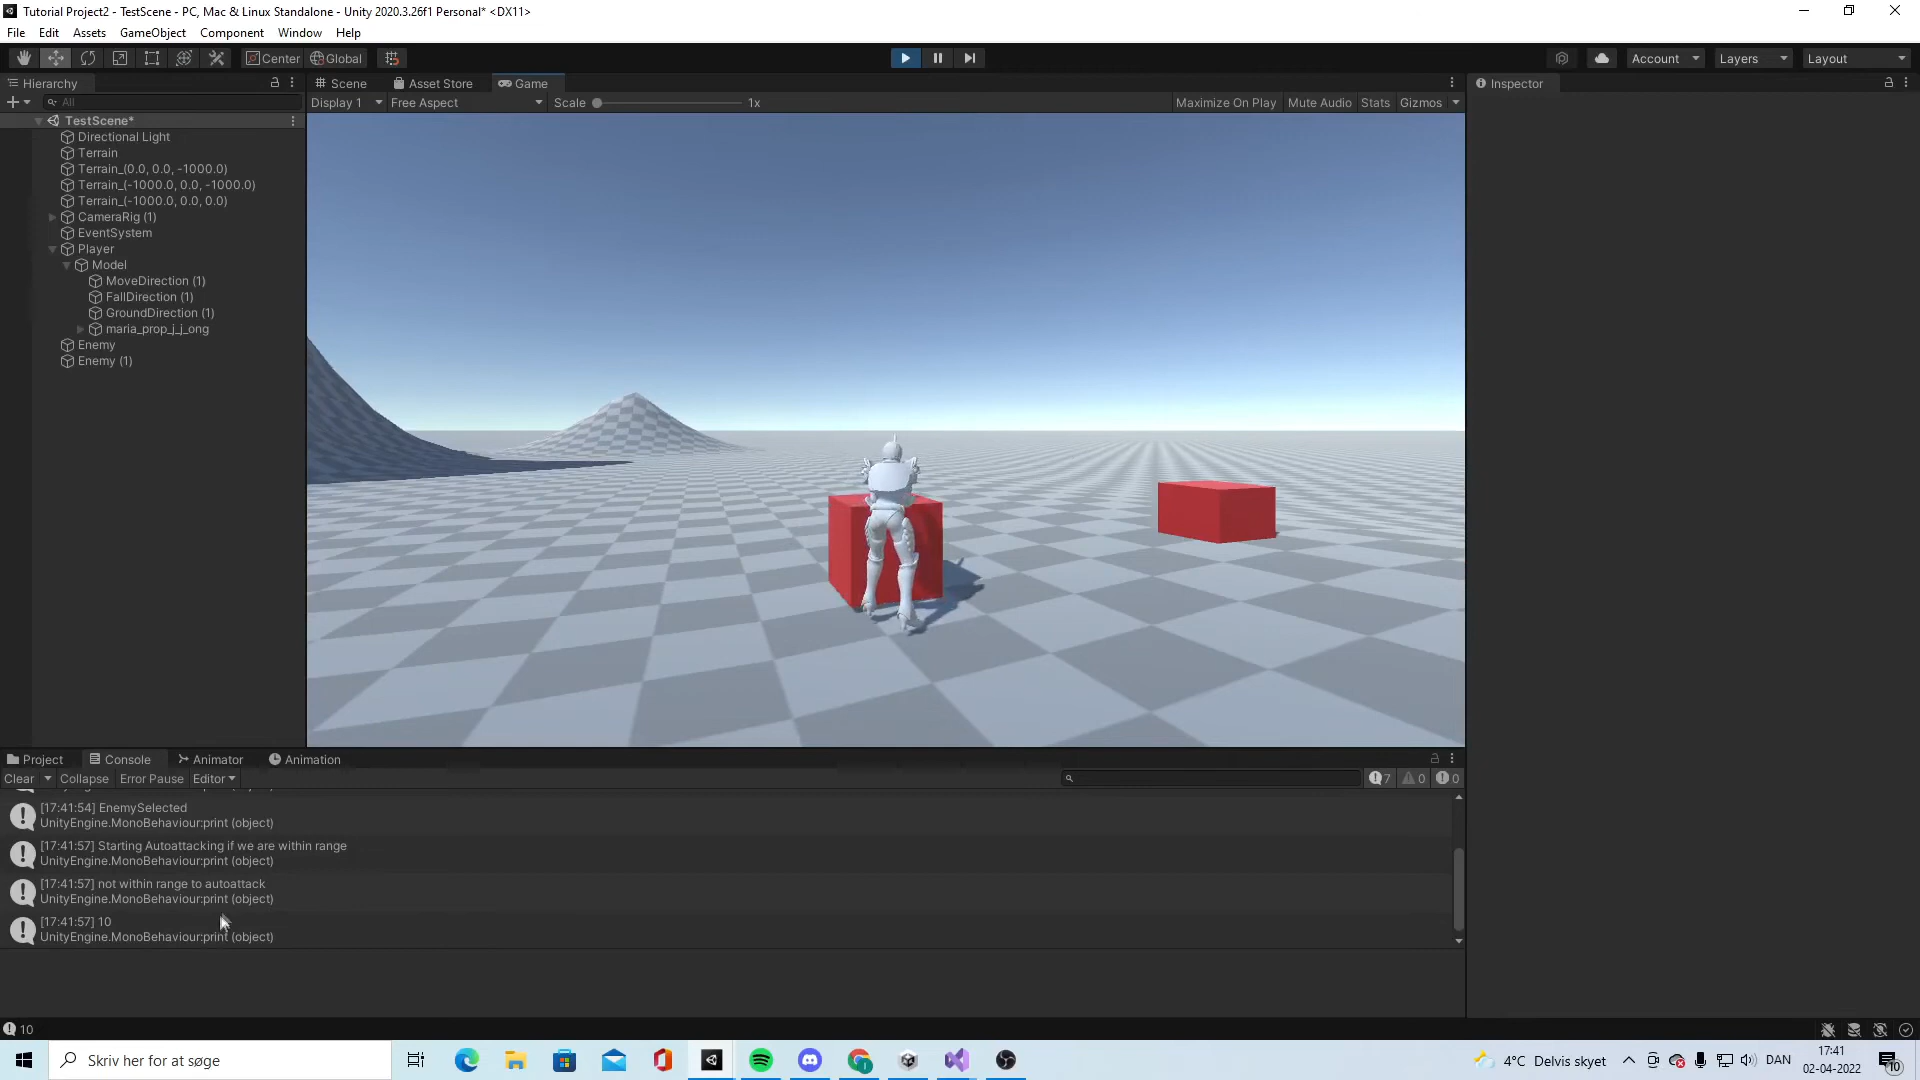 Tutorial Project2 - TestScene - PC, Mac & Linux Standalone - Unity 2020.3.26f1 Personal* <DX11>
File Edit Assets GameObject Component Window Help
Center Global Account Layers Layout
Hierarchy
All
TestScene*
Directional Light
Terrain
Terrain_(0.0, 0.0, -1000.0)
Terrain_(-1000.0, 0.0, -1000.0)
Terrain_(-1000.0, 0.0, 0.0)
CameraRig (1)
EventSystem
Player
Model
MoveDirection (1)
FallDirection (1)
GroundDirection (1)
maria_prop_j_j_ong
Enemy
Enemy (1)
Scene Asset Store Game
Display 1 Free Aspect Scale 1x Maximize On Play Mute Audio Stats Gizmos
Inspector
Project Console Animator Animation
Clear Collapse Error Pause Editor 7 0 0
[17:41:54] EnemySelected
UnityEngine.MonoBehaviour:print (object)
[17:41:57] Starting Autoattacking if we are within range
UnityEngine.MonoBehaviour:print (object)
[17:41:57] not within range to autoattack
UnityEngine.MonoBehaviour:print (object)
[17:41:57] 10
UnityEngine.MonoBehaviour:print (object)
10
Skriv her for at søge
4°C Delvis skyet DAN
17:41
02-04-2022
10